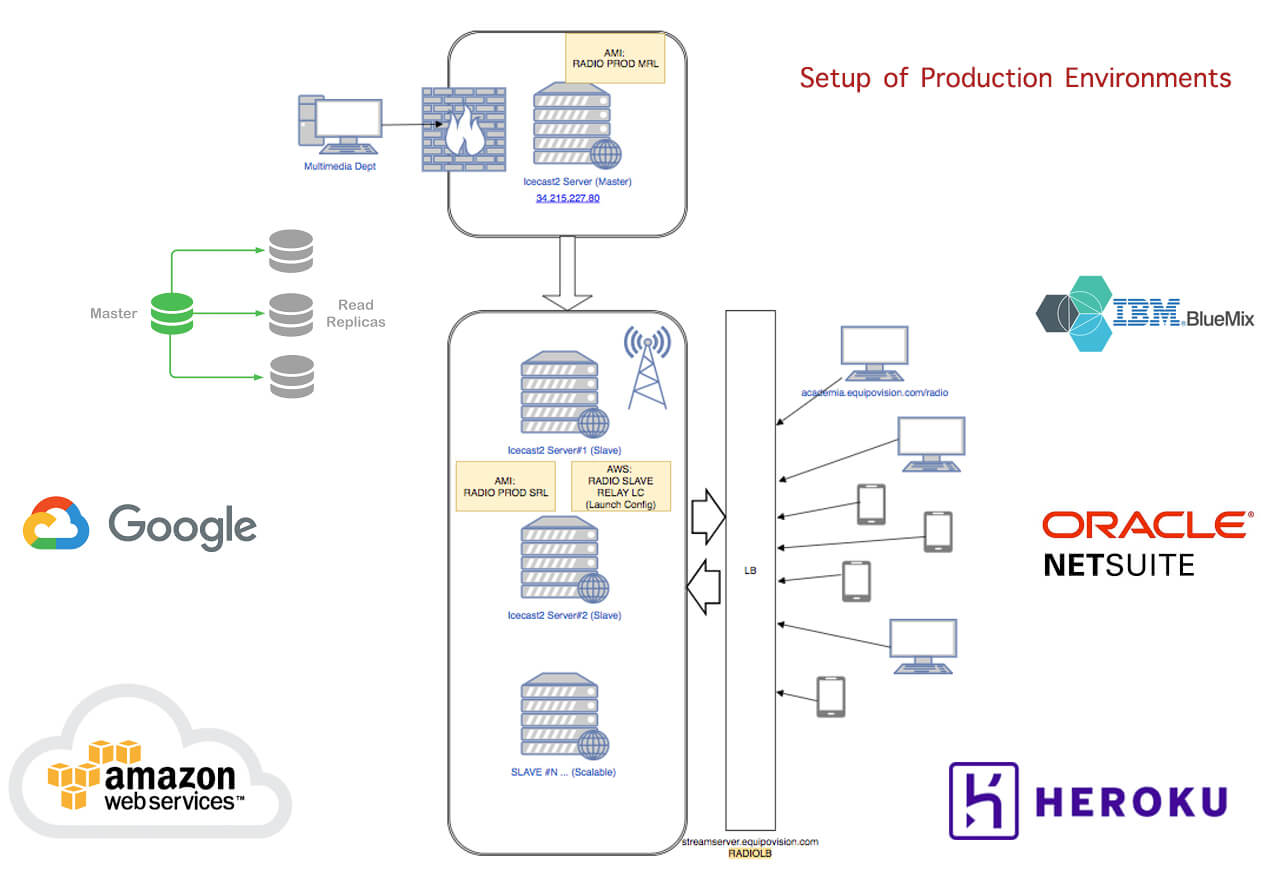 AMI:
RADIO PROD MRL
Setup of Production Environments
Multimedia Dept
Icecast2 Server (Master)
34.215.227.80
Master
Read
Replicas
IBM® BlueMix
academia.equipovision.com/radio
Icecast2 Server#1 (Slave)
AMI:
RADIO PROD SRL
AWS:
RADIO SLAVE
RELAY LC
(Launch Config)
Google
ORACLE®
NETSUITE
LB
Icecast2 Server#2 (Slave)
amazon
web services™
SLAVE #N ... (Scalable)
HEROKU
streamserver.equipovision.com
RADIOLB